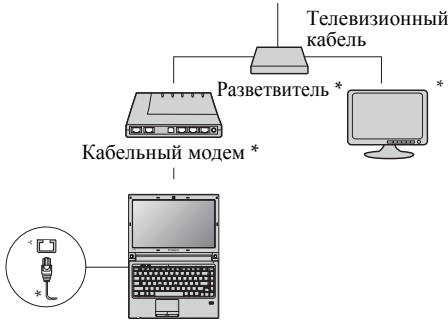 Телевизионный
кабель
Разветвитель *
*
Кабельный модем *
*